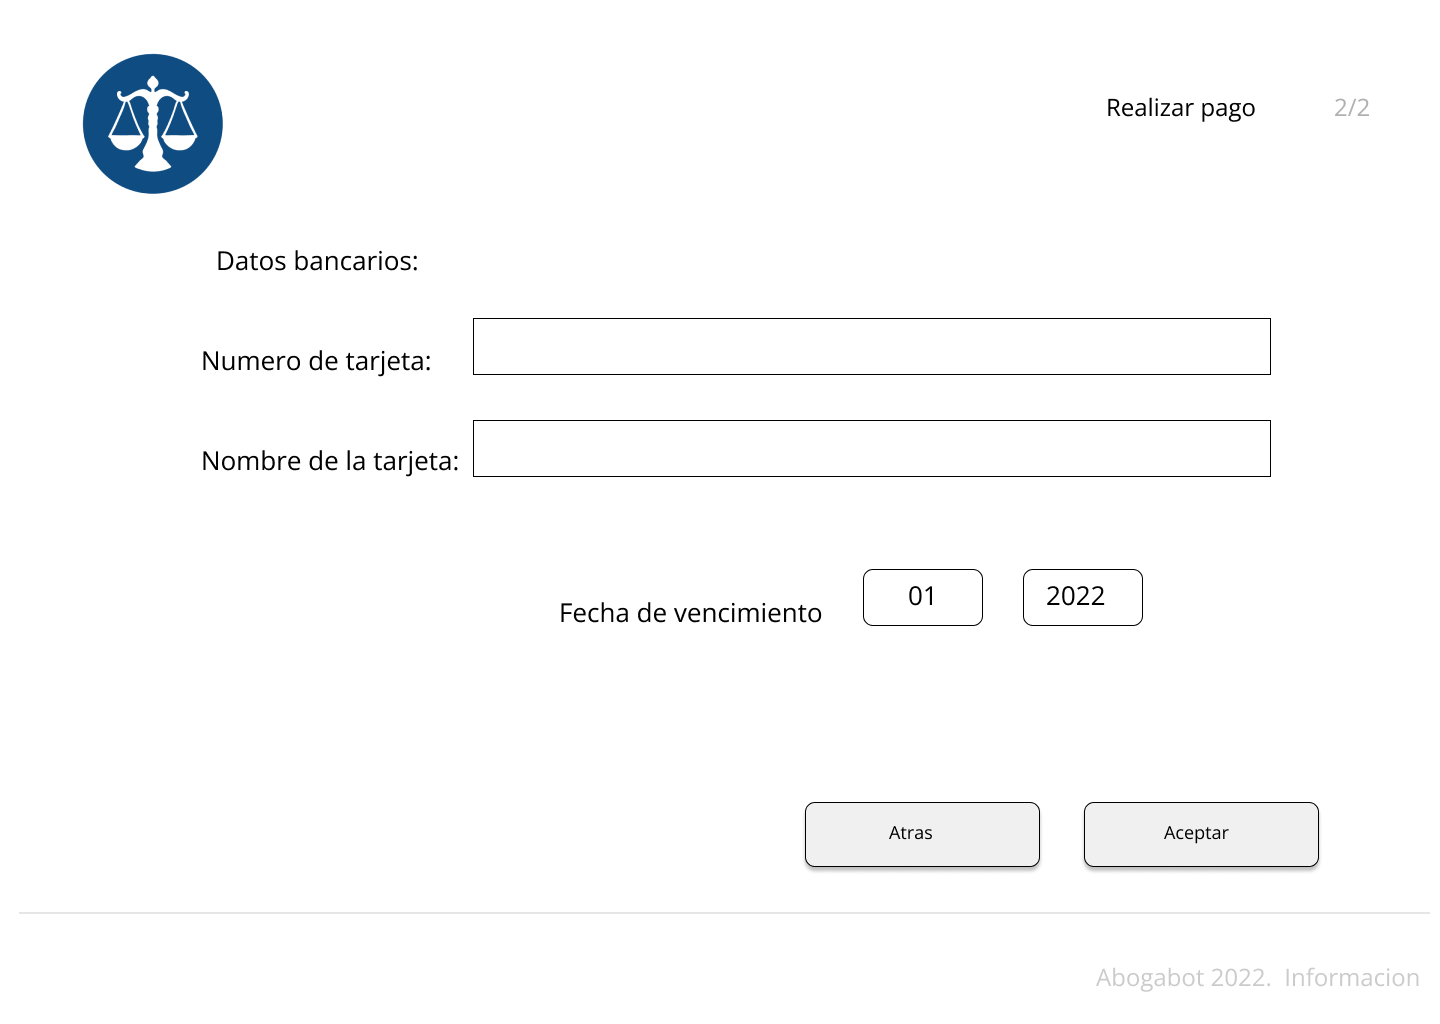 Realizar pago 2/2
Datos bancarios:
Numero de tarjeta:
Nombre de la tarjeta:
Fecha de vencimiento 01 2022
Atras Aceptar
Abogabot 2022. Informacion